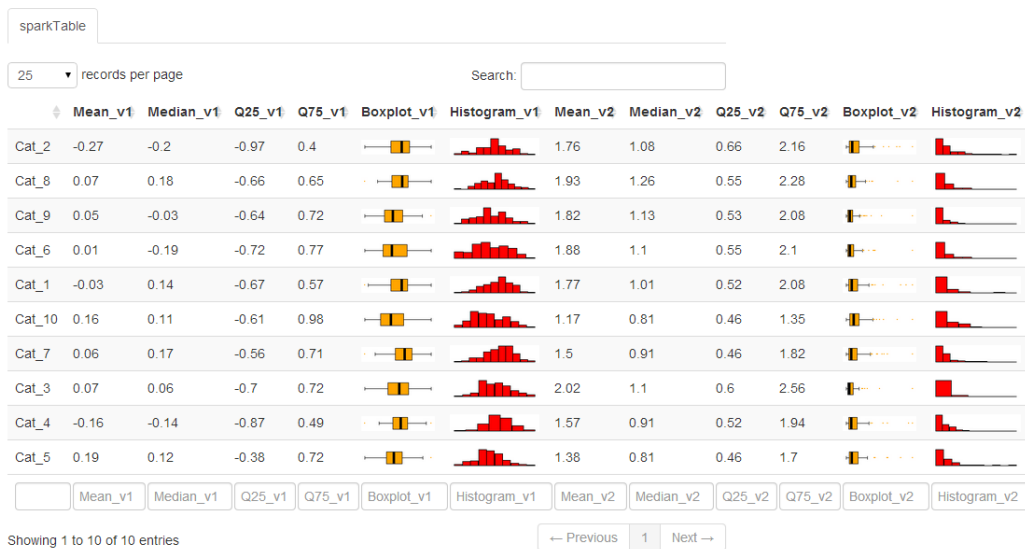 sparkTable
25 records per page Search:
Mean_v1 Median_v1 Q25_v1 Q75_v1 Boxplot_v1 Histogram_v1 Mean_v2 Median_v2 Q25_v2 Q75_v2 Boxplot_v2 Histogram_v2
Cat_2 -0.27 -0.2 -0.97 0.4 1.76 1.08 0.66 2.16
Cat_8 0.07 0.18 -0.66 0.65 1.93 1.26 0.55 2.28
Cat_9 0.05 -0.03 -0.64 0.72 1.82 1.13 0.53 2.08
Cat_6 0.01 -0.19 -0.72 0.77 1.88 1.1 0.55 2.1
Cat_1 -0.03 0.14 -0.67 0.57 1.77 1.01 0.52 2.08
Cat_10 0.16 0.11 -0.61 0.98 1.17 0.81 0.46 1.35
Cat_7 0.06 0.17 -0.56 0.71 1.5 0.91 0.46 1.82
Cat_3 0.07 0.06 -0.7 0.72 2.02 1.1 0.6 2.56
Cat_4 -0.16 -0.14 -0.87 0.49 1.57 0.91 0.52 1.94
Cat_5 0.19 0.12 -0.38 0.72 1.38 0.81 0.46 1.7
Mean_v1 Median_v1 Q25_v1 Q75_v1 Boxplot_v1 Histogram_v1 Mean_v2 Median_v2 Q25_v2 Q75_v2 Boxplot_v2 Histogram_v2
Showing 1 to 10 of 10 entries ← Previous 1 Next →